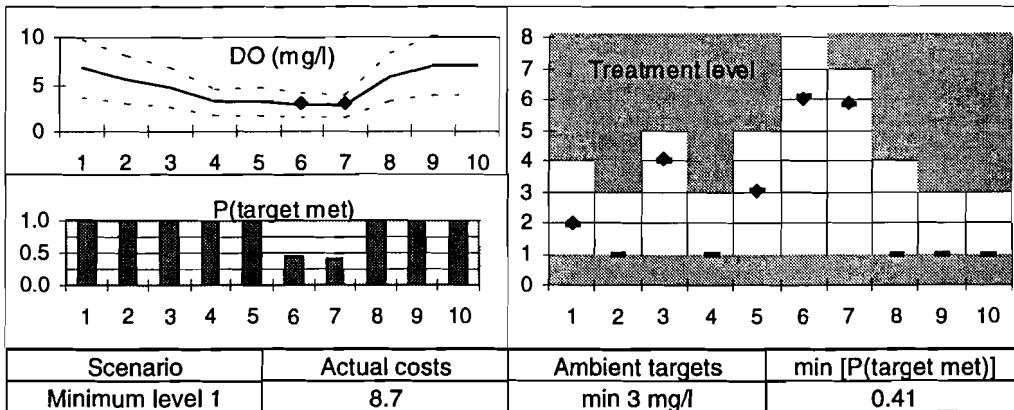 DO (mg/l)
10
5
0
1 2 3 4 5 6 7 8 9 10
P(target met)
1.0
0.5
0.0
1 2 3 4 5 6 7 8 9 10
Treatment level
8
7
6
5
4
3
2
1
0
1 2 3 4 5 6 7 8 9 10
Scenario Actual costs Ambient targets min [P(target met)]
Minimum level 1 8.7 min 3 mg/l 0.41